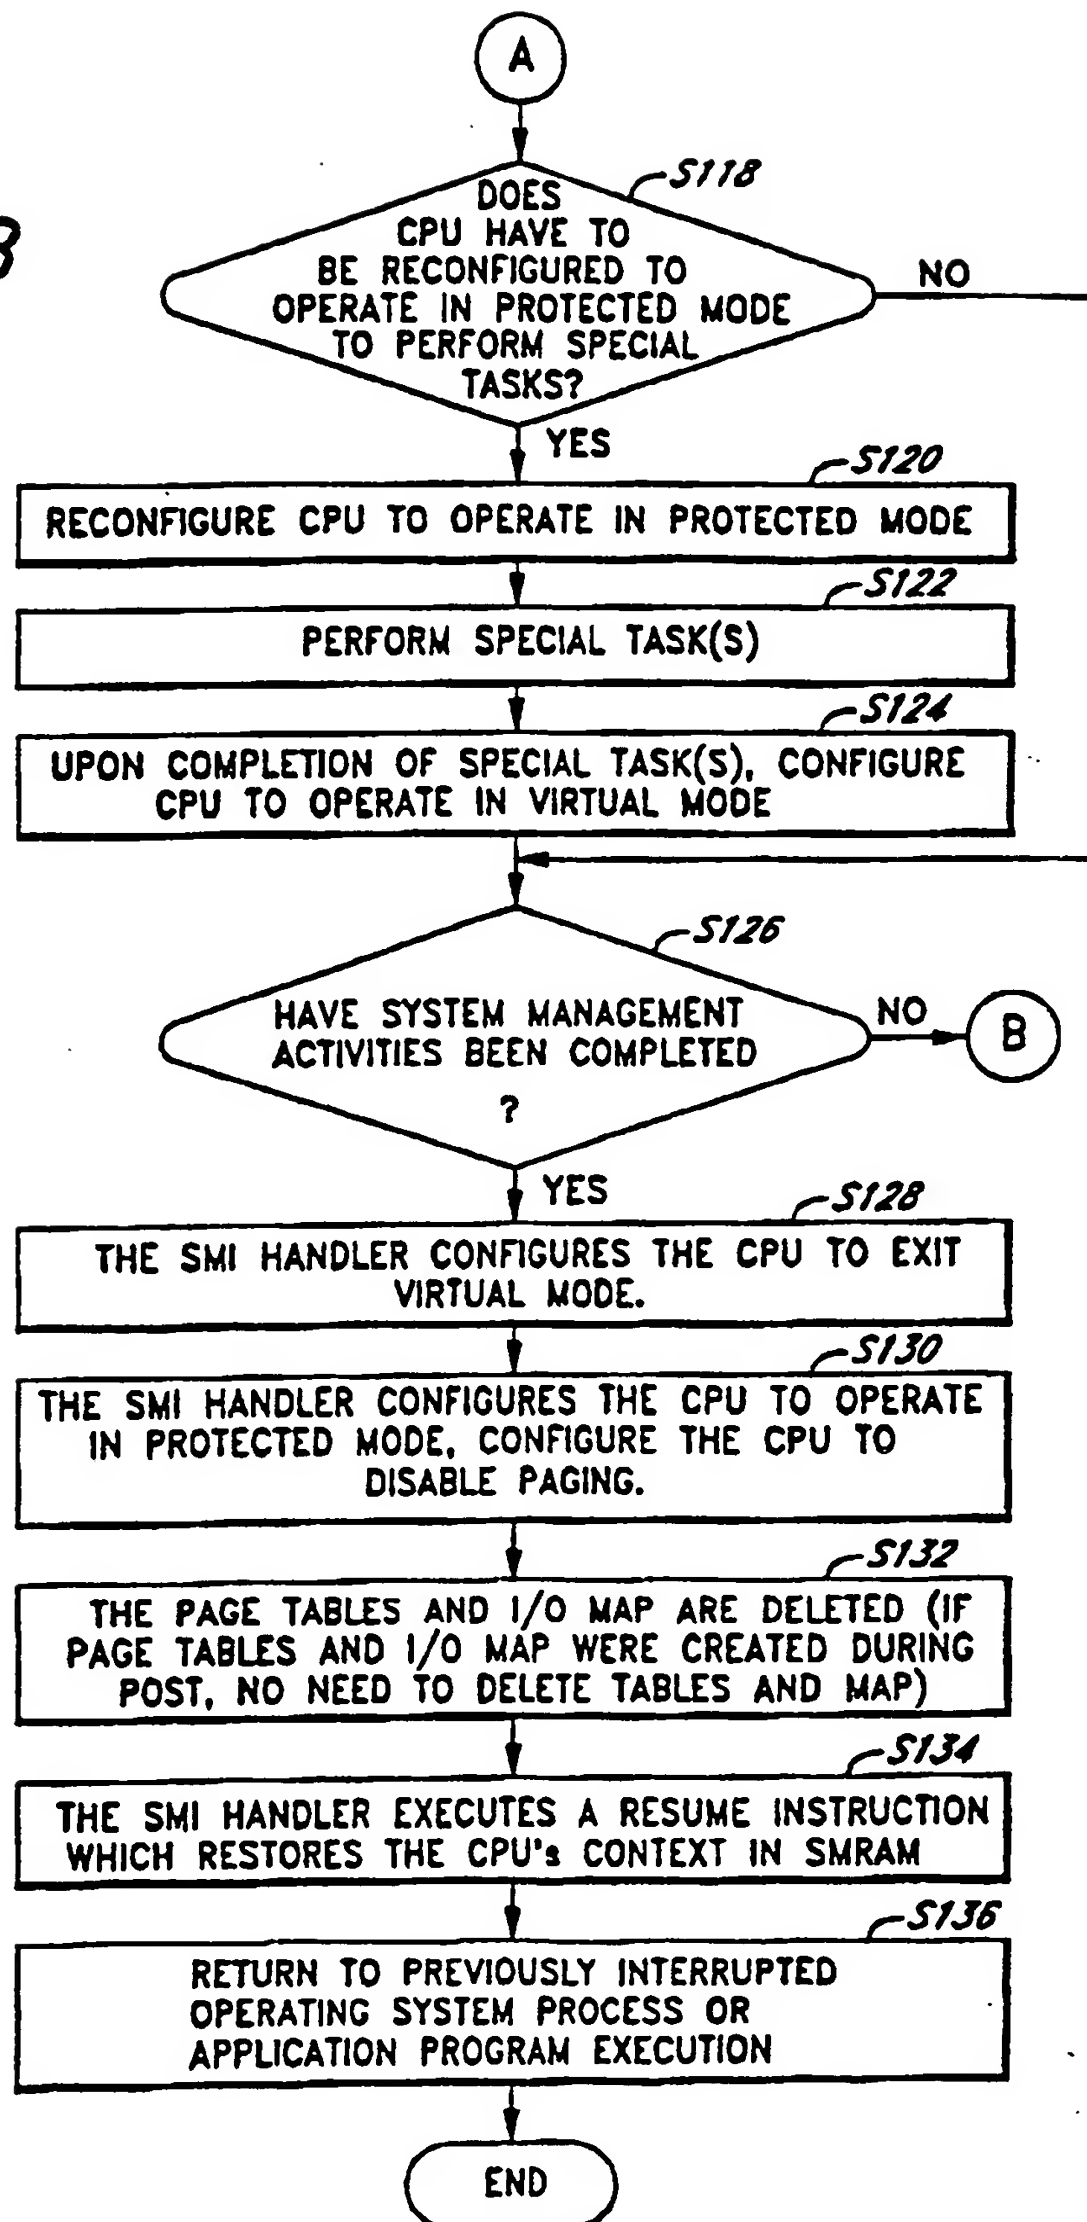 A
S118
DOES
CPU HAVE TO
BE RECONFIGURED TO
OPERATE IN PROTECTED MODE
TO PERFORM SPECIAL
TASKS?
NO
YES
S120
RECONFIGURE CPU TO OPERATE IN PROTECTED MODE
S122
PERFORM SPECIAL TASK(S)
S124
UPON COMPLETION OF SPECIAL TASK(S), CONFIGURE
CPU TO OPERATE IN VIRTUAL MODE
S126
HAVE SYSTEM MANAGEMENT
ACTIVITIES BEEN COMPLETED
?
NO
B
YES
S128
THE SMI HANDLER CONFIGURES THE CPU TO EXIT
VIRTUAL MODE.
S130
THE SMI HANDLER CONFIGURES THE CPU TO OPERATE
IN PROTECTED MODE, CONFIGURE THE CPU TO
DISABLE PAGING.
S132
THE PAGE TABLES AND I/O MAP ARE DELETED (IF
PAGE TABLES AND I/O MAP WERE CREATED DURING
POST, NO NEED TO DELETE TABLES AND MAP)
S134
THE SMI HANDLER EXECUTES A RESUME INSTRUCTION
WHICH RESTORES THE CPU's CONTEXT IN SMRAM
S136
RETURN TO PREVIOUSLY INTERRUPTED
OPERATING SYSTEM PROCESS OR
APPLICATION PROGRAM EXECUTION
END